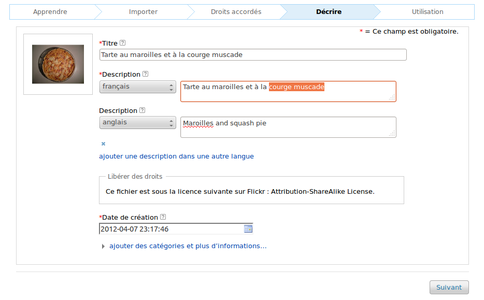 Apprendre
Importer
Droits accordés
Décrire
Utilisation
* = Ce champ est obligatoire.
*Titre [?]
Tarte au maroilles et à la courge muscade
*Description [?]
français
Tarte au maroilles et à la courge muscade
Description
anglais
Maroilles and squash pie
ajouter une description dans une autre langue
Libérer des droits
Ce fichier est sous la licence suivante sur Flickr : Attribution-ShareAlike License.
*Date de création [?]
2012-04-07 23:17:46
ajouter des catégories et plus d'informations...
Suivant